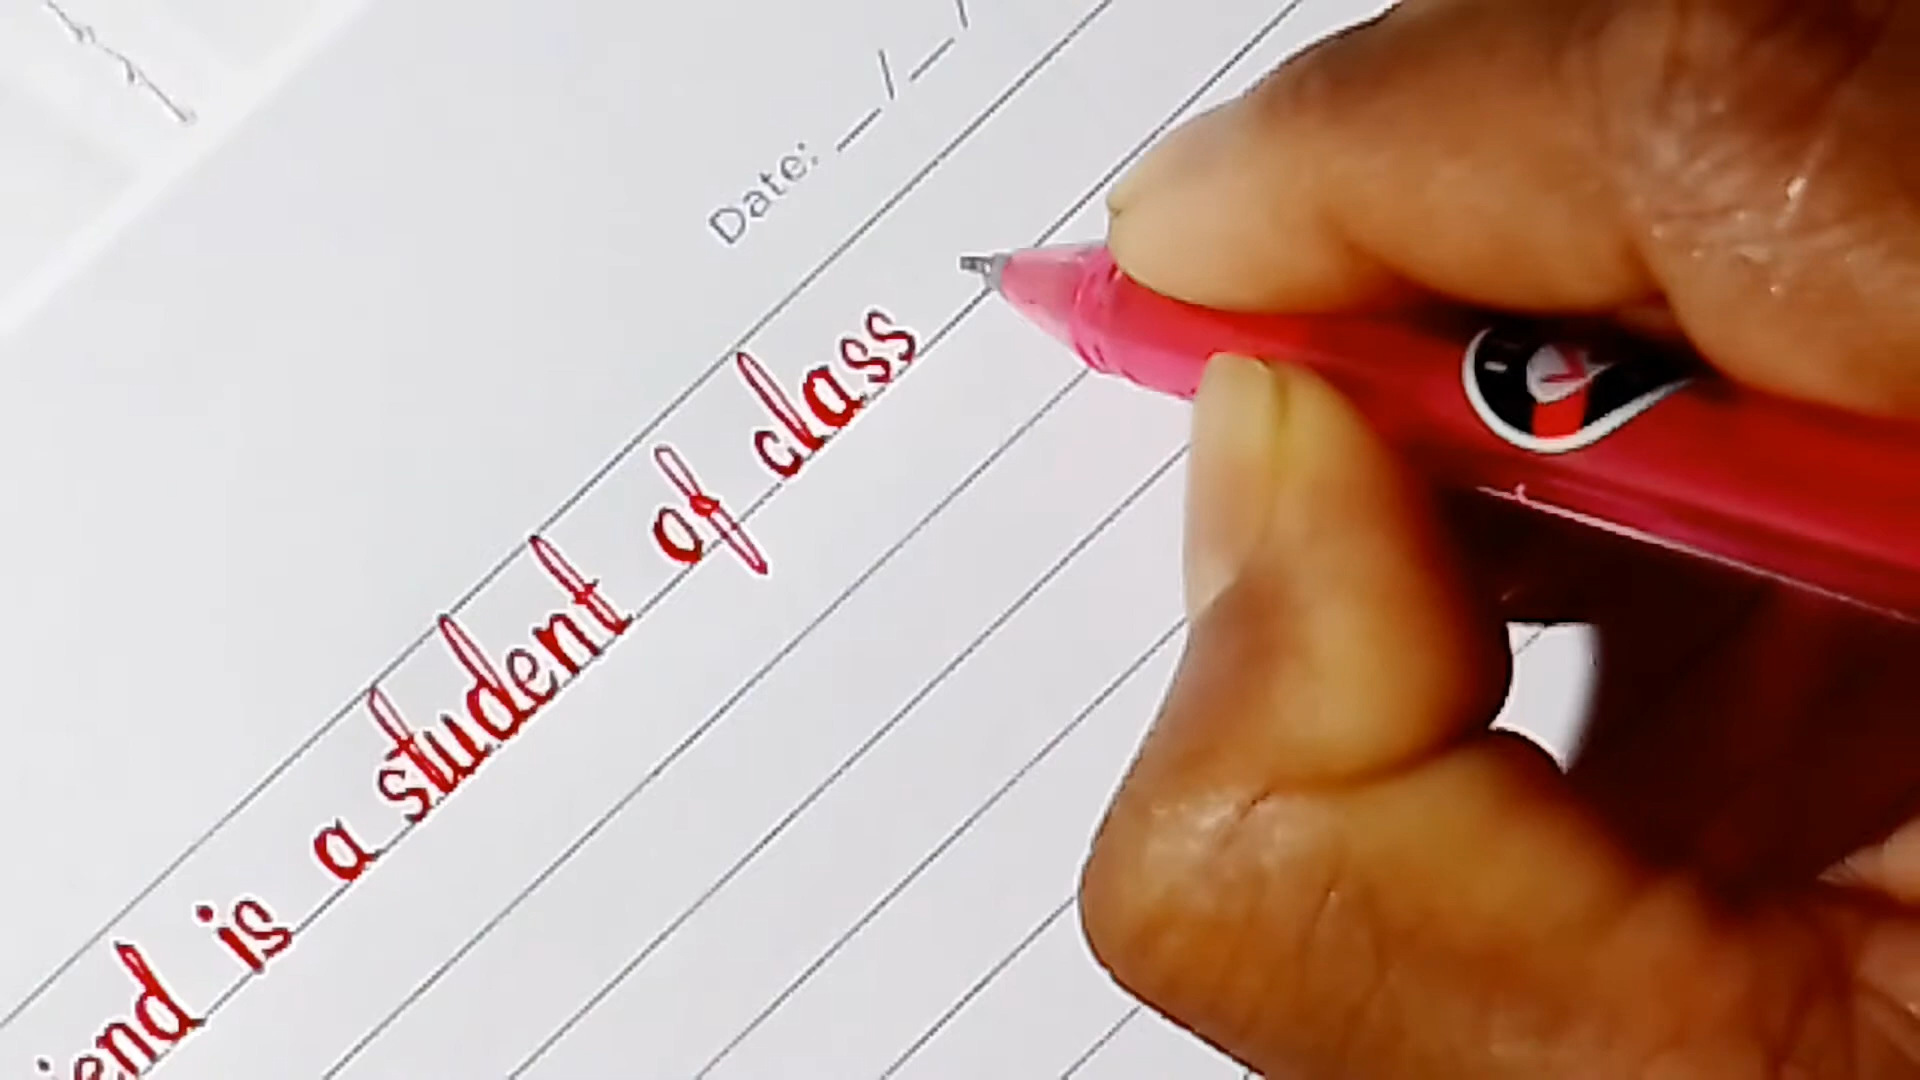 Date: __/__/
iend is a student of class